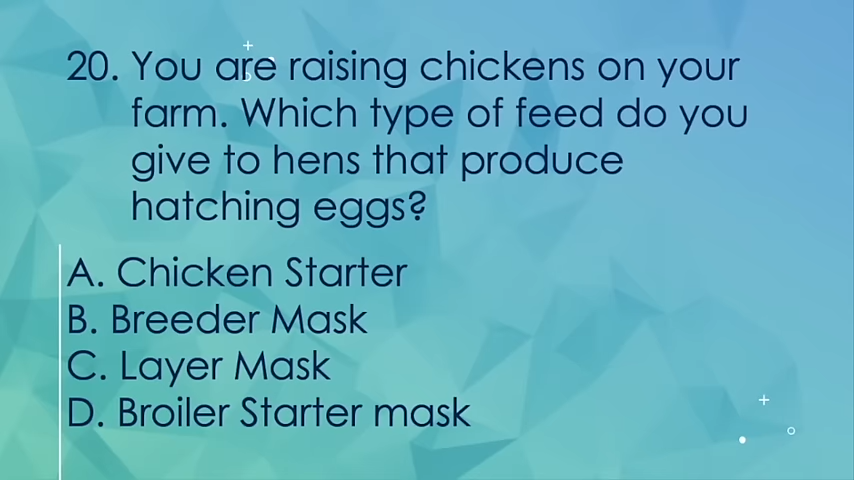 20. You are raising chickens on your
farm. Which type of feed do you
give to hens that produce
hatching eggs?
A. Chicken Starter
B. Breeder Mask
C. Layer Mask
D. Broiler Starter mask